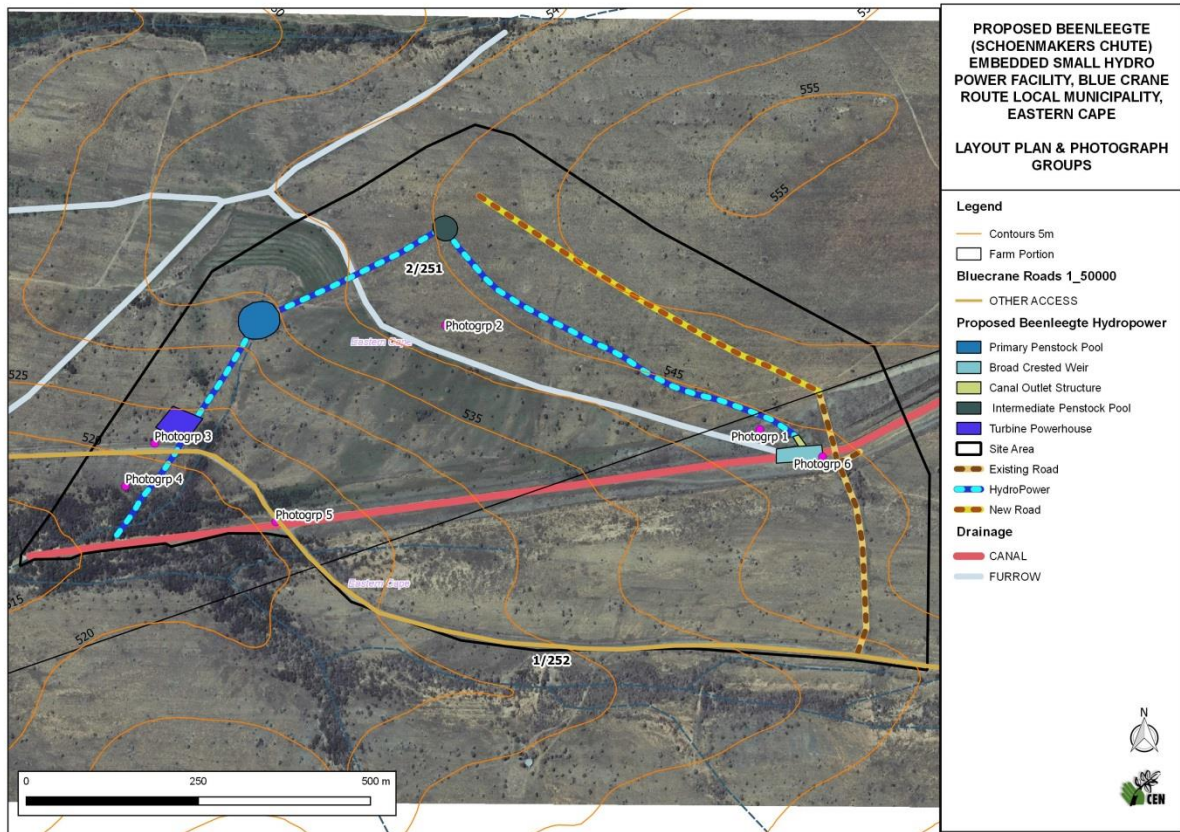 PROPOSED BEENLEEGTE
(SCHOENMAKERS CHUTE)
EMBEDDED SMALL HYDRO
POWER FACILITY, BLUE CRANE
ROUTE LOCAL MUNICIPALITY,
EASTERN CAPE
LAYOUT PLAN & PHOTOGRAPH
GROUPS
Legend
Contours 5m
Farm Portion
Bluecrane Roads 1_50000
OTHER ACCESS
Proposed Beenleegte Hydropower
Primary Penstock Pool
Broad Crested Weir
Canal Outlet Structure
Intermediate Penstock Pool
Turbine Powerhouse
Site Area
Existing Road
HydroPower
New Road
Drainage
CANAL
FURROW
N
CEN
555
555
2/251
Photogrp 2
Eastern Cape
525
545
535
520
Photogrp 3
Photogrp 1
Photogrp 6
Photogrp 4
Photogrp 5
Eastern Cape
515
520
1/252
0 250 500 m